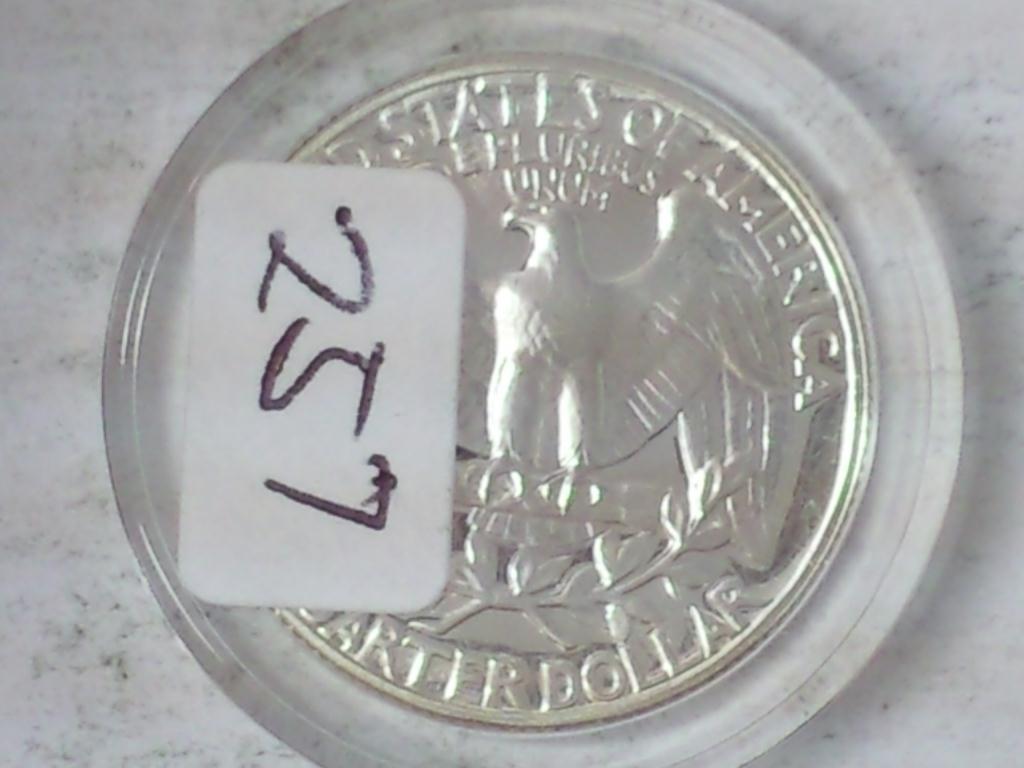 D STATES OF AMERICA
E PLURIBUS
UNUM
257
ARTER DOLLAR